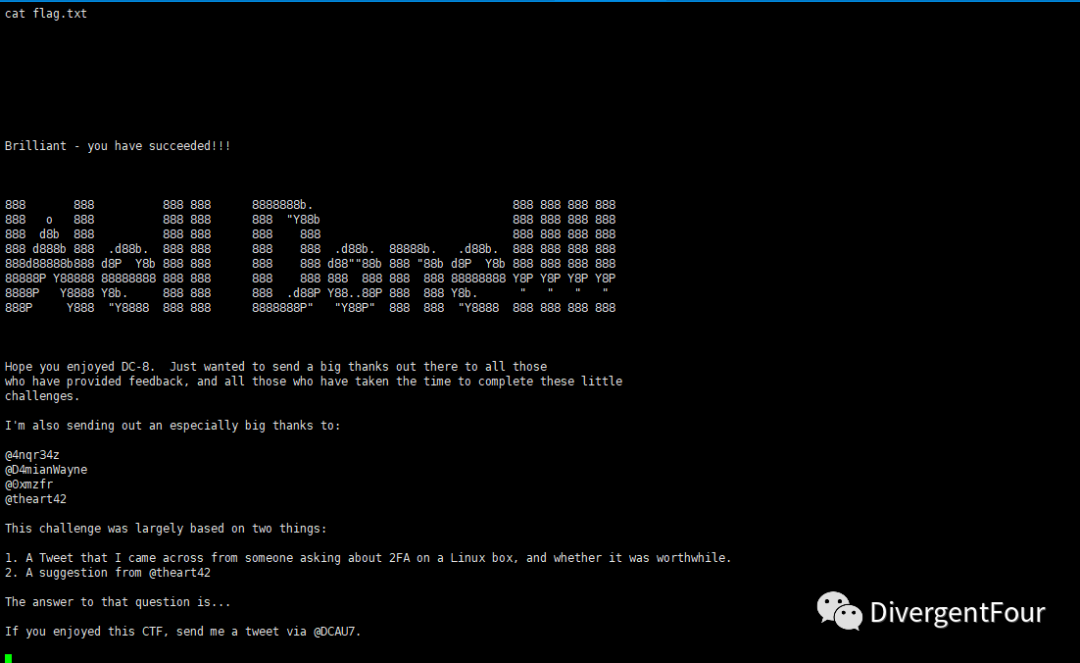 cat flag.txt
Brilliant - you have succeeded!!!
888       888          888 888      8888888b.                             888 888 888 888
888   o   888          888 888      888  "Y88b                            888 888 888 888
888  d8b  888          888 888      888    888                            888 888 888 888
888 d888b 888  .d88b.  888 888      888    888  .d88b.  88888b.   .d88b.  888 888 888 888
888d88888b888 d8P  Y8b 888 888      888    888 d88""88b 888 "88b d8P  Y8b 888 888 888 888
88888P Y88888 88888888 888 888      888    888 888  888 888  888 88888888 Y8P Y8P Y8P Y8P
8888P   Y8888 Y8b.     888 888      888  .d88P Y88..88P 888  888 Y8b.      "   "   "   "
888P     Y888  "Y8888  888 888      8888888P"   "Y88P"  888  888  "Y8888  888 888 888 888
Hope you enjoyed DC-8.  Just wanted to send a big thanks out there to all those
who have provided feedback, and all those who have taken the time to complete these little
challenges.
I'm also sending out an especially big thanks to:
@4nqr34z
@D4mianWayne
@0xmzfr
@theart42
This challenge was largely based on two things:
1. A Tweet that I came across from someone asking about 2FA on a Linux box, and whether it was worthwhile.
2. A suggestion from @theart42
The answer to that question is...
If you enjoyed this CTF, send me a tweet via @DCAU7.
DivergentFour